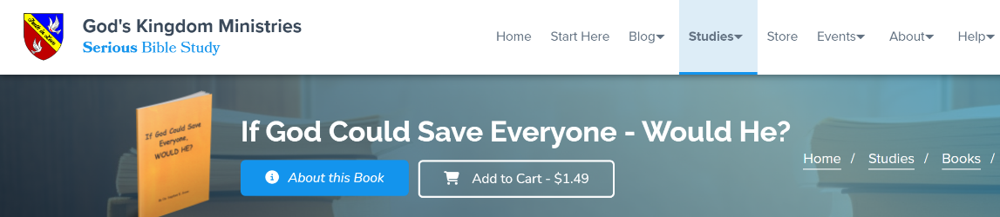 God's Kingdom Ministries
Serious Bible Study
Home Start Here Blog Studies Store Events About Help
If God Could Save Everyone - Would He?
About this Book Add to Cart - $1.49
Home / Studies / Books /
If God Could Save
Everyone,
WOULD HE?